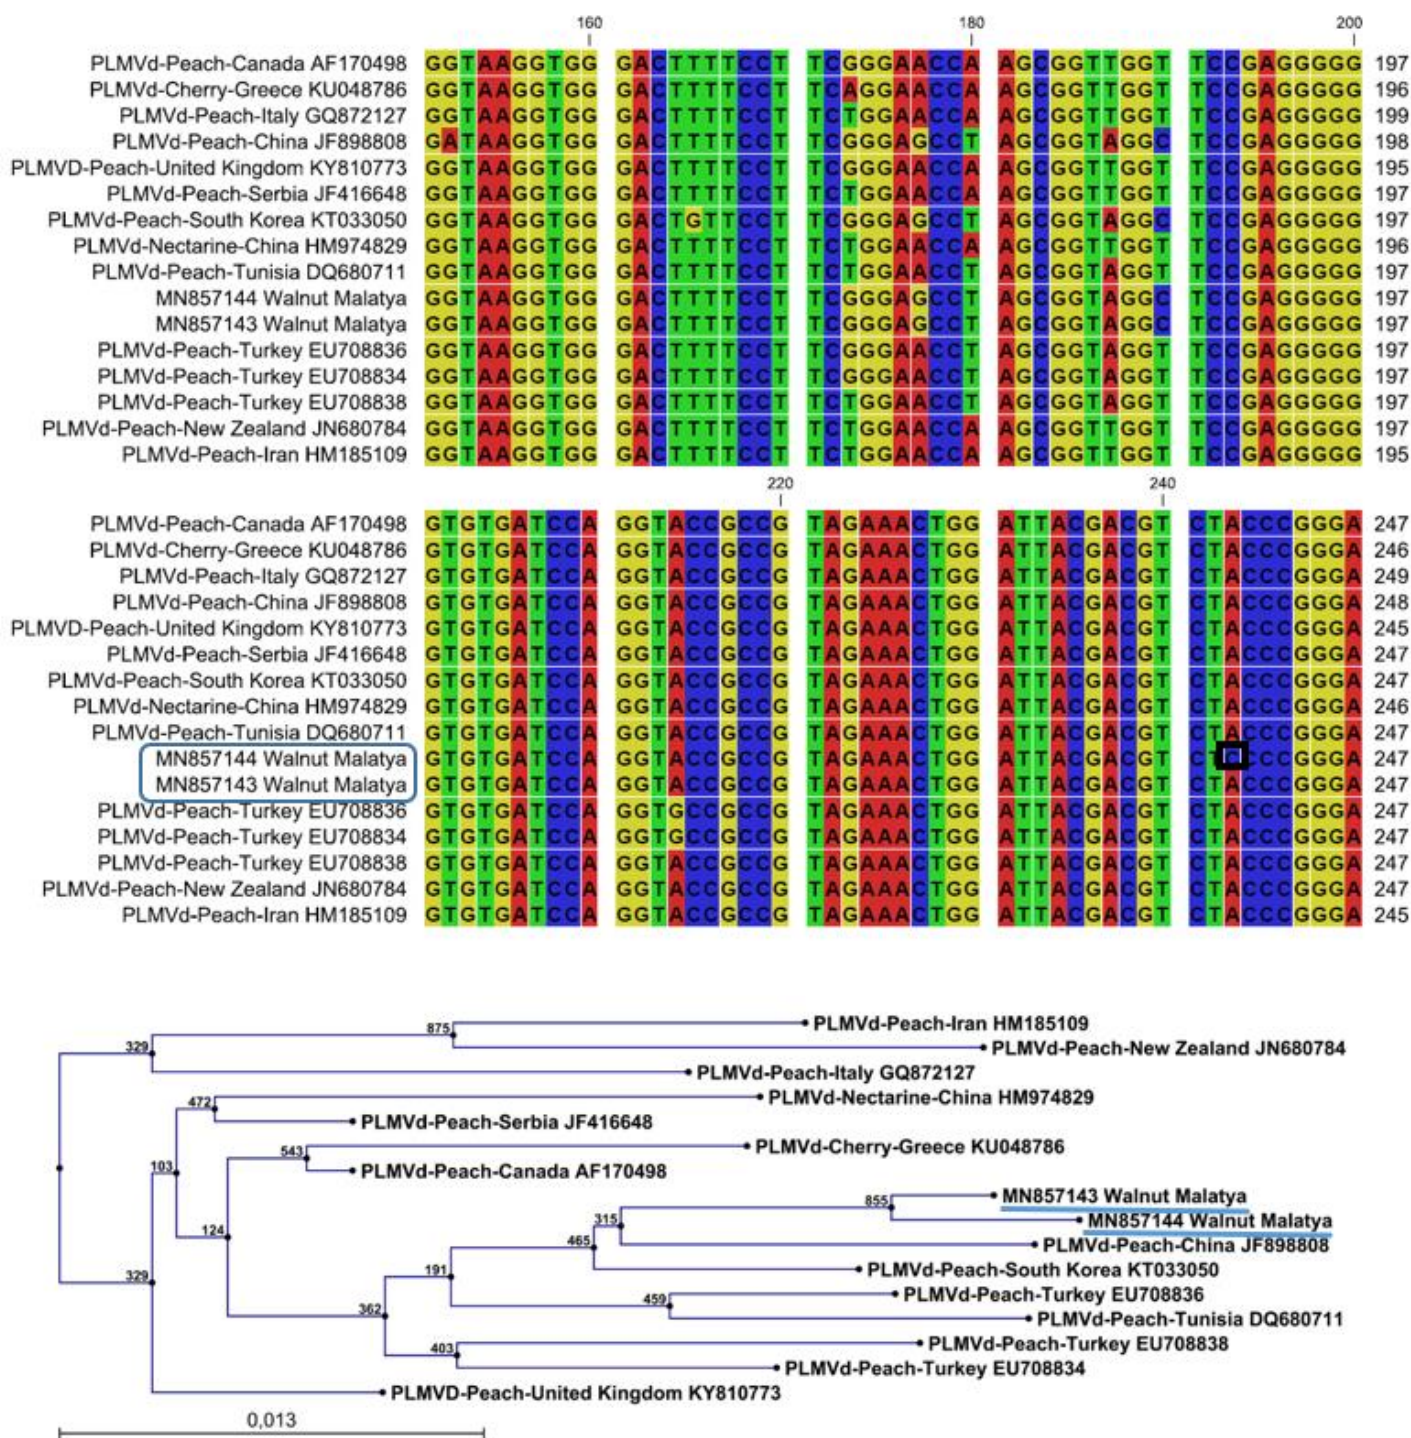 160 180 200
PLMVd-Peach-Canada AF170498 GGTAAGGTGG GACTTTTCCT TCGGGAACCA AGCGGTTGGT TCCGAGGGGG 197
PLMVd-Cherry-Greece KU048786 GGTAAGGTGG GACTTTTCCT TCAGGAACCA AGCGGTTGGT TCCGAGGGGG 196
PLMVd-Peach-Italy GQ872127 GGTAAGGTGG GACTTTTCCT TCTGGAACCA AGCGGTTGGT TCCGAGGGGG 199
PLMVd-Peach-China JF898808 GATAAGGTGG GACTTTTCCT TCGGGAGCCT AGCGGTAGGC TCCGAGGGGG 198
PLMVD-Peach-United Kingdom KY810773 GGTAAGGTGG GACTTTTCCT TCGGGAACCA AGCGGTTGGT TCCGAGGGGG 195
PLMVd-Peach-Serbia JF416648 GGTAAGGTGG GACTTTTCCT TCTGGAACCA AGCGGTTGGT TCCGAGGGGG 197
PLMVd-Peach-South Korea KT033050 GGTAAGGTGG GACTGTTCCT TCGGGAGCCT AGCGGTAGGC TCCGAGGGGG 197
PLMVd-Nectarine-China HM974829 GGTAAGGTGG GACTTTTCCT TCTGGAACCA AGCGGTTGGT TCCGAGGGGG 196
PLMVd-Peach-Tunisia DQ680711 GGTAAGGTGG GACTTTTCCT TCTGGAACCT AGCGGTAGGT TCCGAGGGGG 197
MN857144 Walnut Malatya GGTAAGGTGG GACTTTTCCT TCGGGAGCCT AGCGGTAGGC TCCGAGGGGG 197
MN857143 Walnut Malatya GGTAAGGTGG GACTTTTCCT TCGGGAGCCT AGCGGTAGGC TCCGAGGGGG 197
PLMVd-Peach-Turkey EU708836 GGTAAGGTGG GACTTTTCCT TCGGGAACCT AGCGGTAGGT TCCGAGGGGG 197
PLMVd-Peach-Turkey EU708834 GGTAAGGTGG GACTTTTCCT TCGGGAACCT AGCGGTAGGT TCCGAGGGGG 197
PLMVd-Peach-Turkey EU708838 GGTAAGGTGG GACTTTTCCT TCTGGAACCT AGCGGTAGGT TCCGAGGGGG 197
PLMVd-Peach-New Zealand JN680784 GGTAAGGTGG GACTTTTCCT TCTGGAACCA AGCGGTTGGT TCCGAGGGGG 197
PLMVd-Peach-Iran HM185109 GGTAAGGTGG GACTTTTCCT TCGGGAACCA AGCGGTTGGT TCCGAGGGGG 195
220 240
PLMVd-Peach-Canada AF170498 GTGTGATCCA GGTACCGCCG TAGAAACTGG ATTACGACGT CTACCCGGGA 247
PLMVd-Cherry-Greece KU048786 GTGTGATCCA GGTACCGCCG TAGAAACTGG ATTACGACGT CTACCCGGGA 246
PLMVd-Peach-Italy GQ872127 GTGTGATCCA GGTACCGCCG TAGAAACTGG ATTACGACGT CTACCCGGGA 249
PLMVd-Peach-China JF898808 GTGTGATCCA GGTACCGCCG TAGAAACTGG ATTACGACGT CTACCCGGGA 248
PLMVD-Peach-United Kingdom KY810773 GTGTGATCCA GGTACCGCCG TAGAAACTGG ATTACGACGT CTACCCGGGA 245
PLMVd-Peach-Serbia JF416648 GTGTGATCCA GGTACCGCCG TAGAAACTGG ATTACGACGT CTACCCGGGA 247
PLMVd-Peach-South Korea KT033050 GTGTGATCCA GGTACCGCCG TAGAAACTGG ATTACGACGT CTACCCGGGA 247
PLMVd-Nectarine-China HM974829 GTGTGATCCA GGTACCGCCG TAGAAACTGG ATTACGACGT CTACCCGGGA 246
PLMVd-Peach-Tunisia DQ680711 GTGTGATCCA GGTACCGCCG TAGAAACTGG ATTACGACGT CTACCCGGGA 247
MN857144 Walnut Malatya GTGTGATCCA GGTACCGCCG TAGAAACTGG ATTACGACGT 247
MN857143 Walnut Malatya GTGTGATCCA GGTACCGCCG TAGAAACTGG ATTACGACGT CTACCCGGGA 247
PLMVd-Peach-Turkey EU708836 GTGTGATCCA GGTGCCGCCG TAGAAACTGG ATTACGACGT CTACCCGGGA 247
PLMVd-Peach-Turkey EU708834 GTGTGATCCA GGTGCCGCCG TAGAAACTGG ATTACGACGT CTACCCGGGA 247
PLMVd-Peach-Turkey EU708838 GTGTGATCCA GGTACCGCCG TAGAAACTGG ATTACGACGT CTACCCGGGA 247
PLMVd-Peach-New Zealand JN680784 GTGTGATCCA GGTACCGCCG TAGAAACTGG ATTACGACGT CTACCCGGGA 247
PLMVd-Peach-Iran HM185109 GTGTGATCCA GGTACCGCCG TAGAAACTGG ATTACGACGT CTACCCGGGA 245
875 PLMVd-Peach-Iran HM185109
329 PLMVd-Peach-New Zealand JN680784
PLMVd-Peach-Italy GQ872127
472 PLMVd-Nectarine-China HM974829
PLMVd-Peach-Serbia JF416648
543 PLMVd-Cherry-Greece KU048786
103 PLMVd-Peach-Canada AF170498
855 MN857143 Walnut Malatya
124 315 MN857144 Walnut Malatya
465 PLMVd-Peach-China JF898808
329 191 PLMVd-Peach-South Korea KT033050
459 PLMVd-Peach-Turkey EU708836
362 PLMVd-Peach-Tunisia DQ680711
403 PLMVd-Peach-Turkey EU708838
PLMVd-Peach-Turkey EU708834
PLMVD-Peach-United Kingdom KY810773
0,013